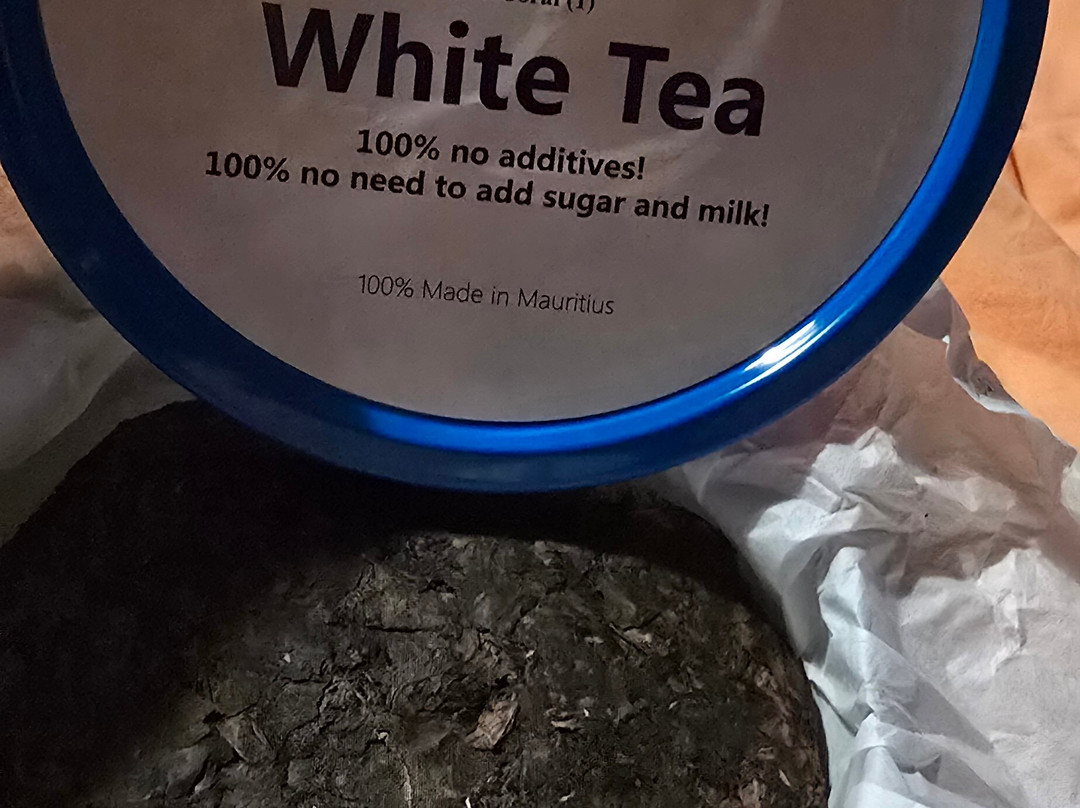 White Tea
100% no additives!
100% no need to add sugar and milk!
100% Made in Mauritius